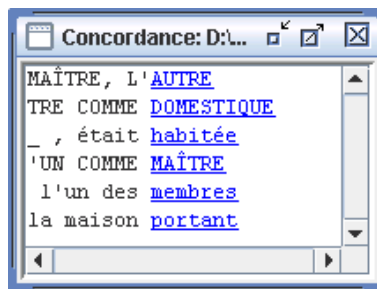 Concordance: D:\...
MAÎTRE, L'AUTRE
TRE COMME DOMESTIQUE
_ , était habitée
'UN COMME MAÎTRE
l'un des membres
la maison portant